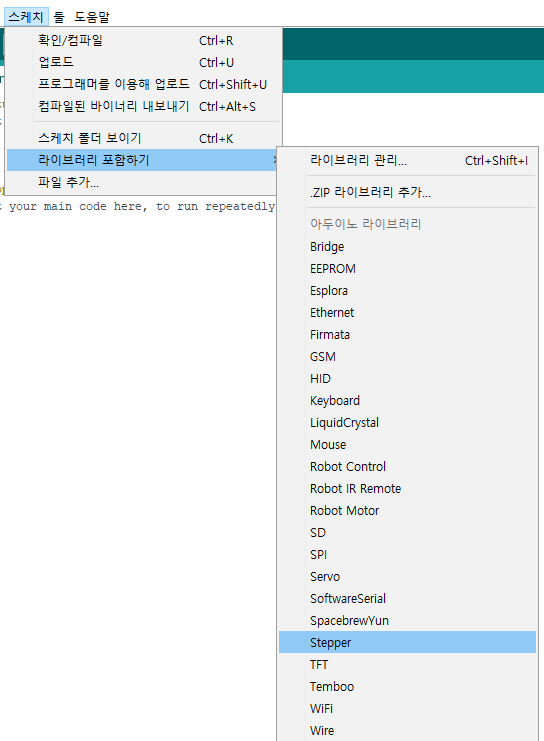 스케치 툴 도움말
확인/컴파일 Ctrl+R
업로드 Ctrl+U
프로그래머를 이용해 업로드 Ctrl+Shift+U
컴파일된 바이너리 내보내기 Ctrl+Alt+S
스케치 폴더 보이기 Ctrl+K
라이브러리 포함하기
파일 추가...
t your main code here, to run repeatedly
라이브러리 관리... Ctrl+Shift+I
.ZIP 라이브러리 추가...
아두이노 라이브러리
Bridge
EEPROM
Esplora
Ethernet
Firmata
GSM
HID
Keyboard
LiquidCrystal
Mouse
Robot Control
Robot IR Remote
Robot Motor
SD
SPI
Servo
SoftwareSerial
SpacebrewYun
Stepper
TFT
Temboo
WiFi
Wire